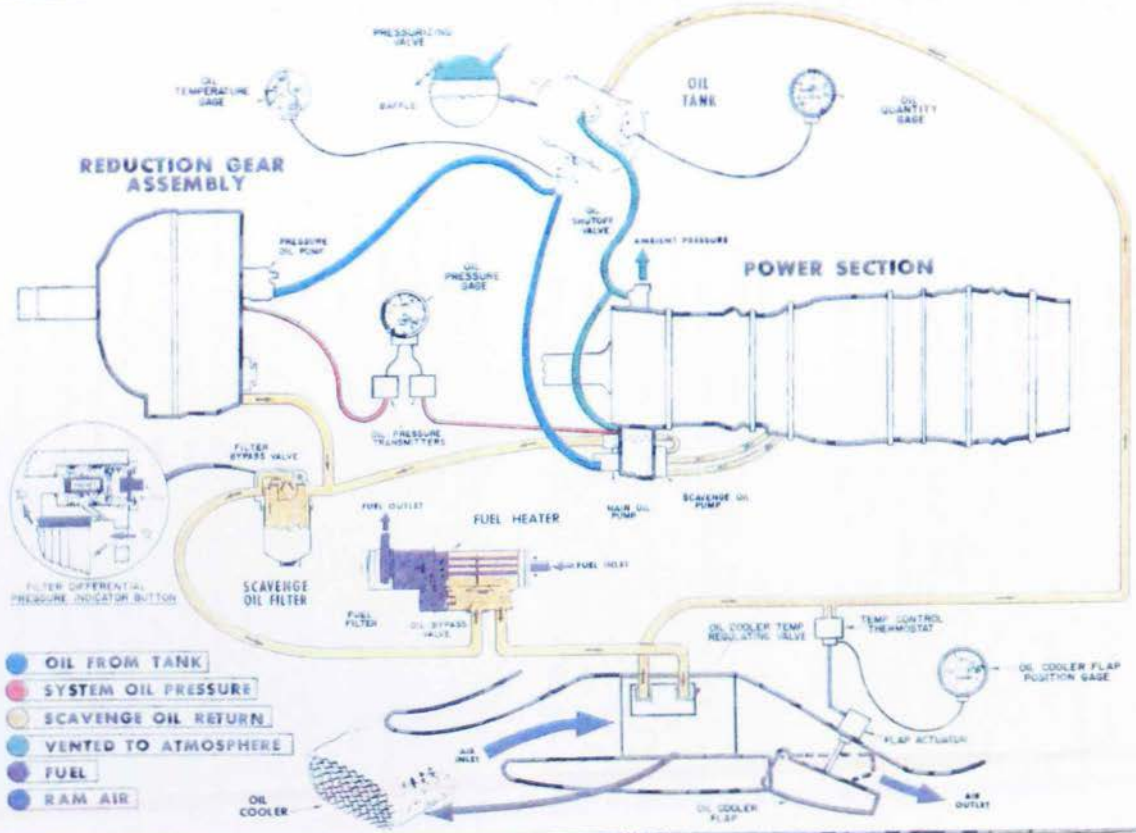 PRESSURIZING
VALVE
BAFFLE
OIL
TEMPERATURE
GAGE
OIL
TANK
OIL
QUANTITY
GAGE
REDUCTION GEAR
ASSEMBLY
PRESSURE
OIL PUMP
OIL
SHUTOFF
VALVE
AMBIENT PRESSURE
OIL
PRESSURE
GAGE
POWER SECTION
OIL PRESSURE
TRANSMITTERS
FILTER
BYPASS VALVE
FILTER DIFFERENTIAL
PRESSURE INDICATOR BUTTON
SCAVENGE
OIL FILTER
FUEL OUTLET
FUEL HEATER
FUEL INLET
MAIN OIL
PUMP
SCAVENGE OIL
PUMP
FUEL
FILTER
OIL BYPASS
VALVE
OIL COOLER TEMP
REGULATING VALVE
TEMP CONTROL
THERMOSTAT
OIL COOLER FLAP
POSITION GAGE
FLAP ACTUATOR
OIL FROM TANK
SYSTEM OIL PRESSURE
SCAVENGE OIL RETURN
VENTED TO ATMOSPHERE
FUEL
RAM AIR
AIR
INLET
OIL
COOLER
OIL COOLER
FLAP
AIR
OUTLET